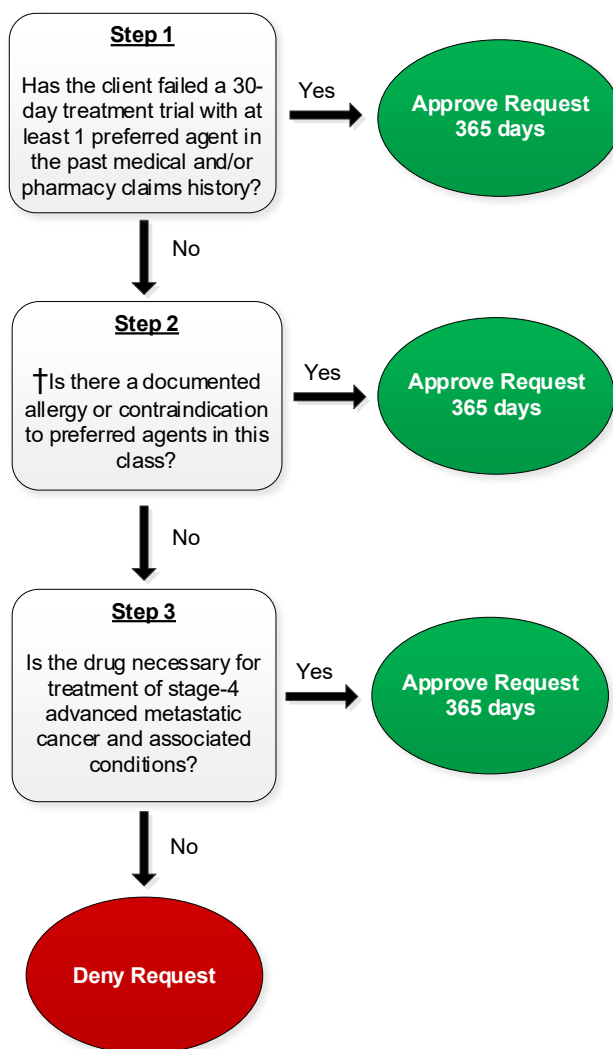 Step 1
Has the client failed a 30-
day treatment trial with at
least 1 preferred agent in
the past medical and/or
pharmacy claims history?
Yes
Approve Request
365 days
No
Step 2
†Is there a documented
allergy or contraindication
to preferred agents in this
class?
Yes
Approve Request
365 days
No
Step 3
Is the drug necessary for
treatment of stage-4
advanced metastatic
cancer and associated
conditions?
Yes
Approve Request
365 days
No
Deny Request